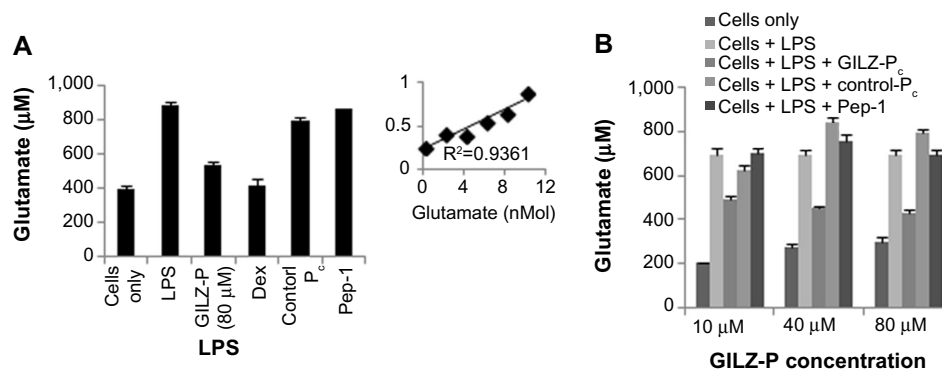 A
Glutamate (μM)
1,000
800
600
400
200
0
Cells only
LPS
GILZ-P (80 μM)
Dex
Contorl Pc
Pep-1
LPS
1
0.5
0
R²=0.9361
0 4 8 12
Glutamate (nMol)
B
Cells only
Cells + LPS
Cells + LPS + GILZ-Pc
Cells + LPS + control-Pc
Cells + LPS + Pep-1
Glutamate (μM)
1,000
800
600
400
200
0
10 μM 40 μM 80 μM
GILZ-P concentration